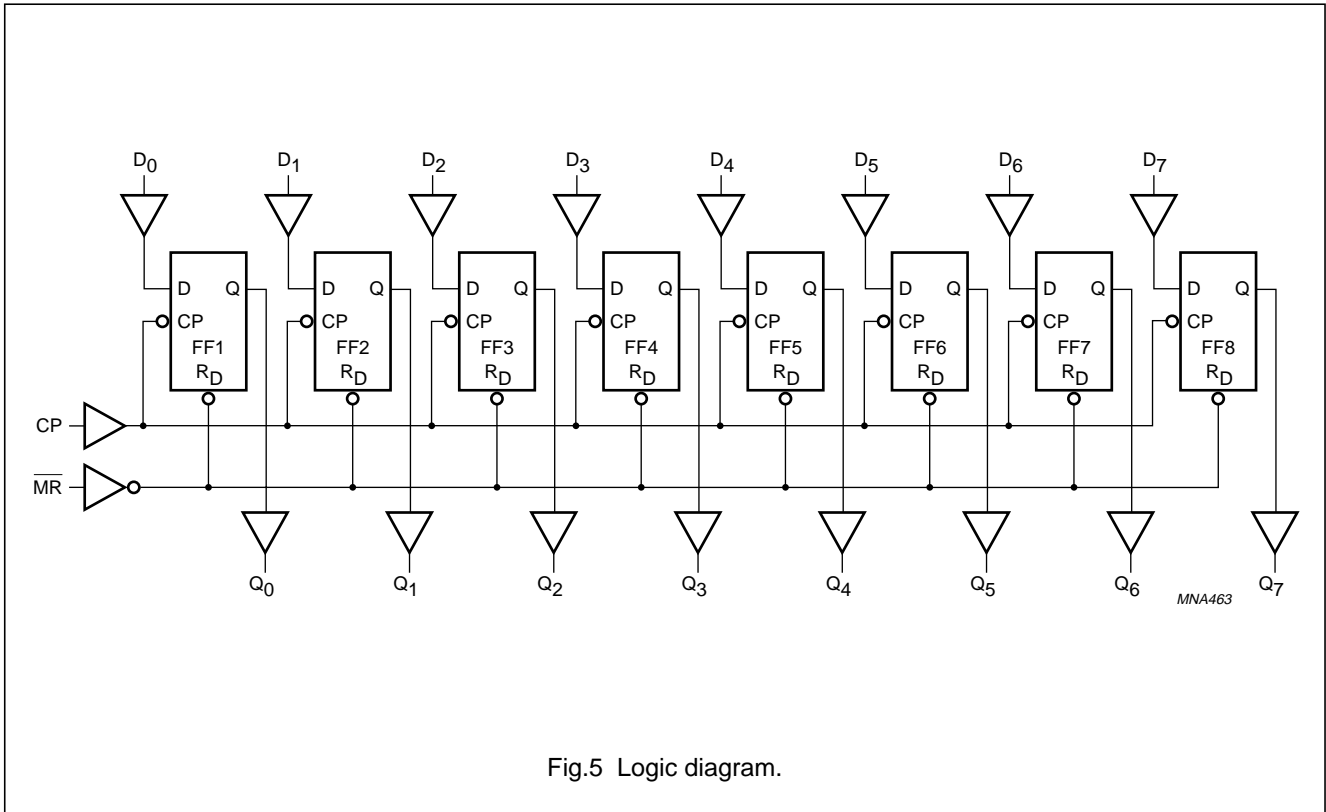 D0 D1 D2 D3 D4 D5 D6 D7
D Q D Q D Q D Q D Q D Q D Q D Q
CP CP CP CP CP CP CP CP
FF1 FF2 FF3 FF4 FF5 FF6 FF7 FF8
RD RD RD RD RD RD RD RD
CP
M̅R̅
Q0 Q1 Q2 Q3 Q4 Q5 Q6 Q7
MNA463
Fig.5 Logic diagram.